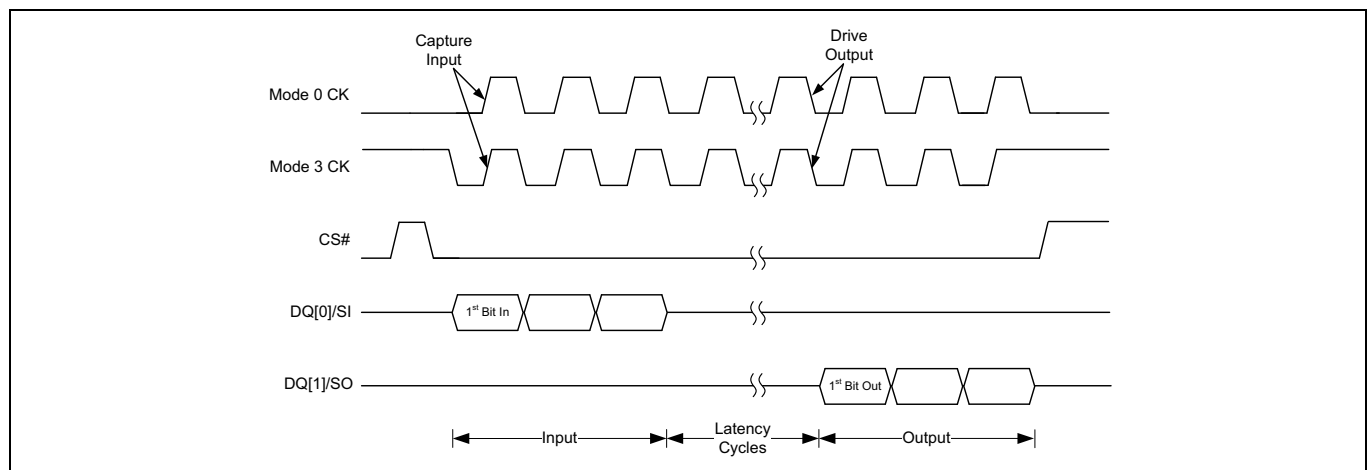 Capture
Input
Drive
Output
Mode 0 CK
Mode 3 CK
CS#
DQ[0]/SI
1st Bit In
DQ[1]/SO
1st Bit Out
Input
Latency
Cycles
Output